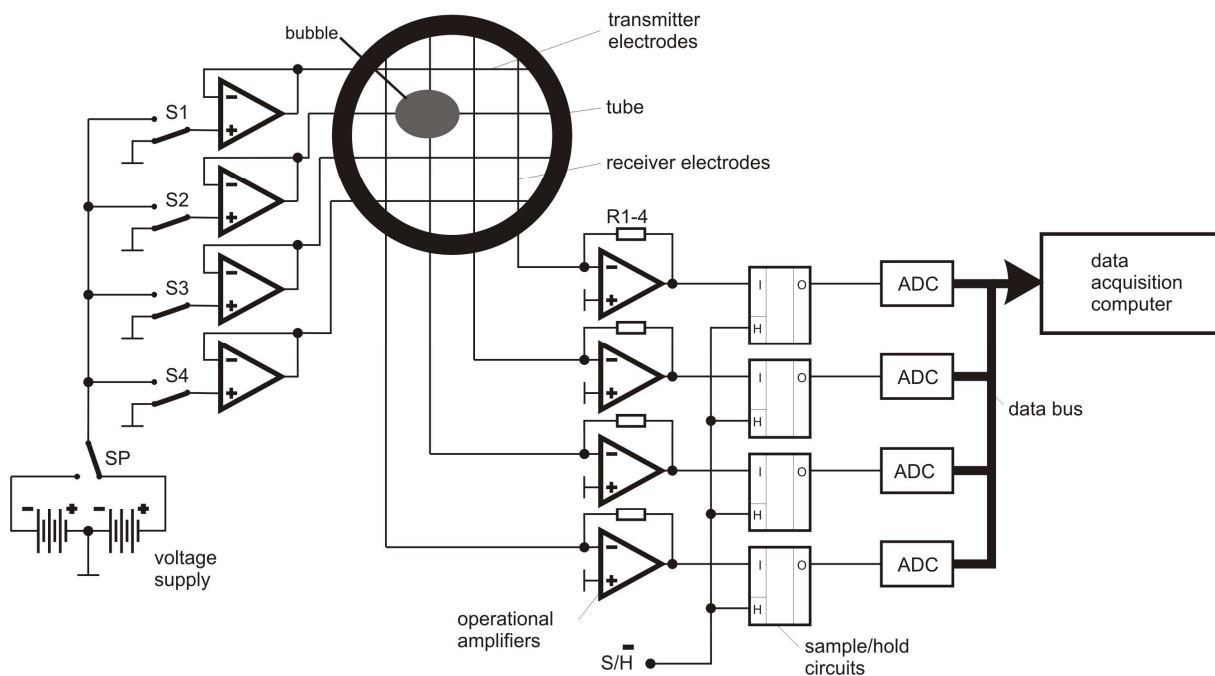 bubble
transmitter
electrodes
tube
receiver electrodes
S1
-
+
S2
-
+
S3
-
+
S4
-
+
SP
- + - +
voltage
supply
R1-4
-
+
-
+
-
+
-
+
operational
amplifiers
I O
H
I O
H
I O
H
I O
H
S/H̅
sample/hold
circuits
ADC
ADC
ADC
ADC
data bus
data
acquisition
computer